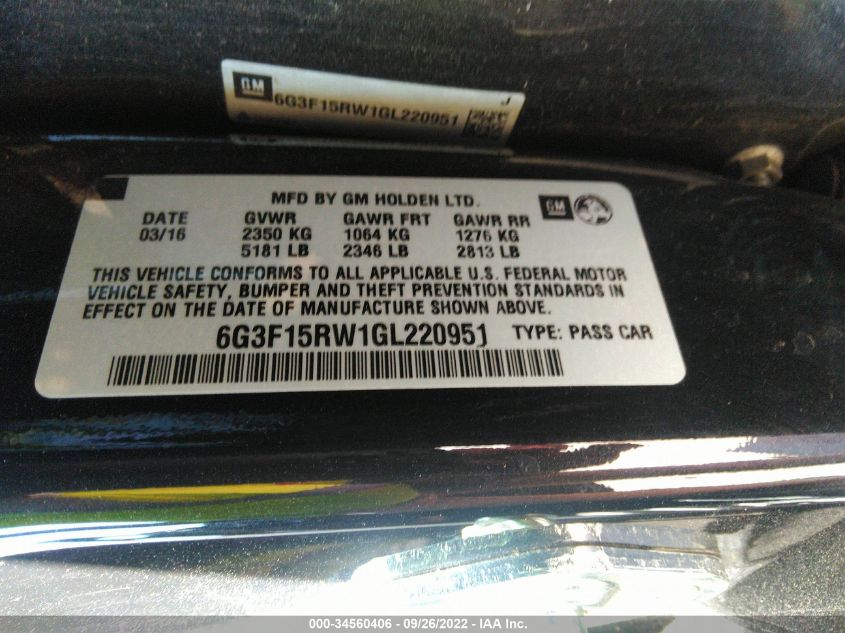 GM
6G3F15RW1GL220951
J
MFD BY GM HOLDEN LTD.
GM
DATE GVWR GAWR FRT GAWR RR
03/16 2350 KG 1064 KG 1276 KG
5181 LB 2346 LB 2813 LB
THIS VEHICLE CONFORMS TO ALL APPLICABLE U.S. FEDERAL MOTOR
VEHICLE SAFETY, BUMPER AND THEFT PREVENTION STANDARDS IN
EFFECT ON THE DATE OF MANUFACTURE SHOWN ABOVE.
6G3F15RW1GL220951 TYPE: PASS CAR
000-34560406 - 09/26/2022 - IAA Inc.